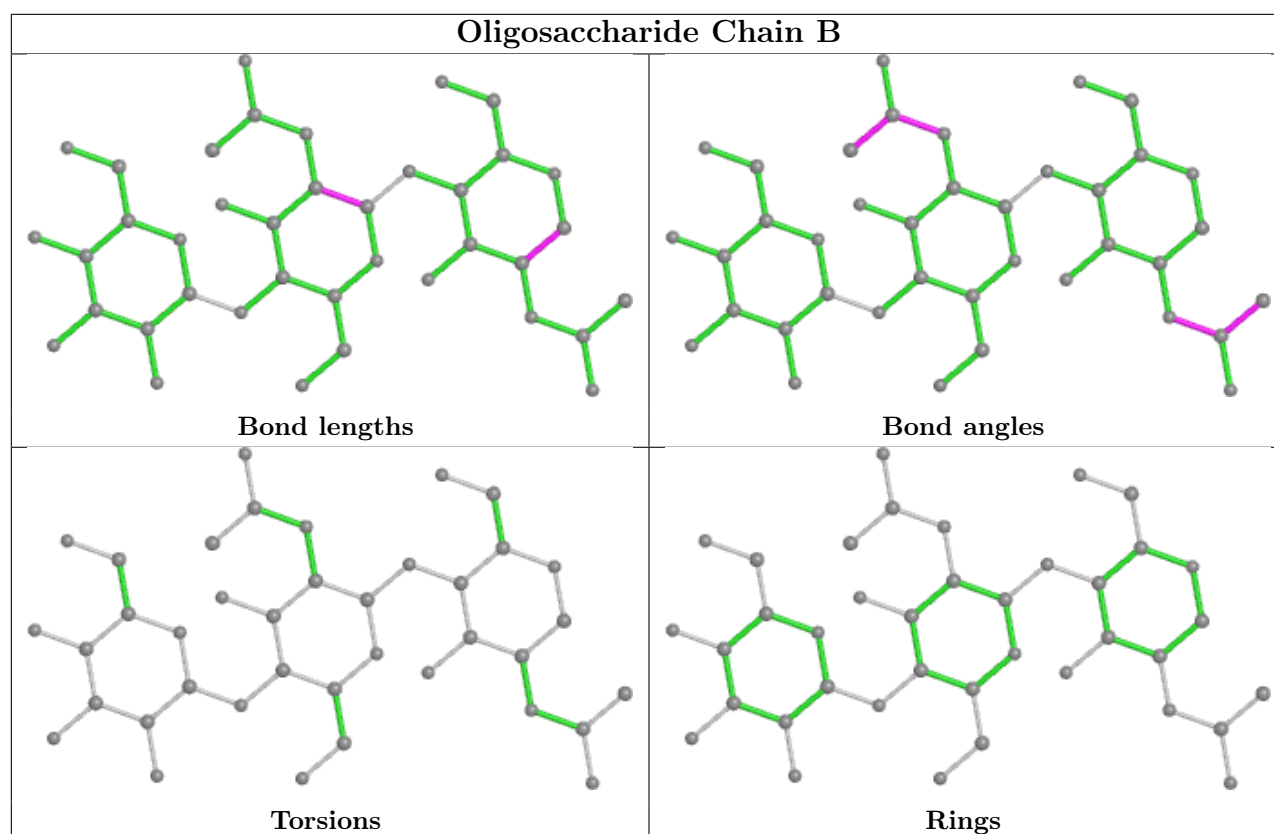 Oligosaccharide Chain B
Bond lengths
Bond angles
Torsions
Rings